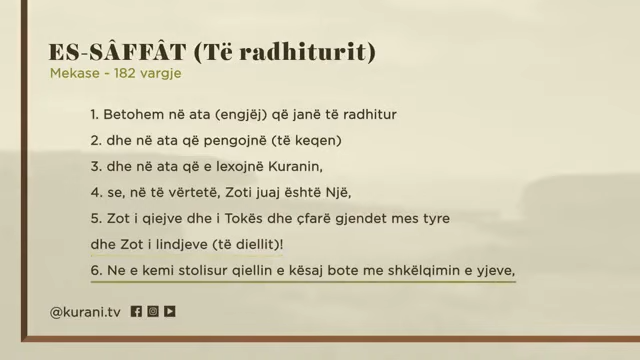 ES-SÂFFÂT (Të radhiturit)
Mekase - 182 vargje
1. Betohem në ata (engjëj) që janë të radhitur
2. dhe në ata që pengojnë (të keqen)
3. dhe në ata që e lexojnë Kuranin,
4. se, në të vërtetë, Zoti juaj është Një,
5. Zot i qiejve dhe i Tokës dhe çfarë gjendet mes tyre
dhe Zot i lindjeve (të diellit)!
6. Ne e kemi stolisur qiellin e kësaj bote me shkëlqimin e yjeve,
@kurani.tv